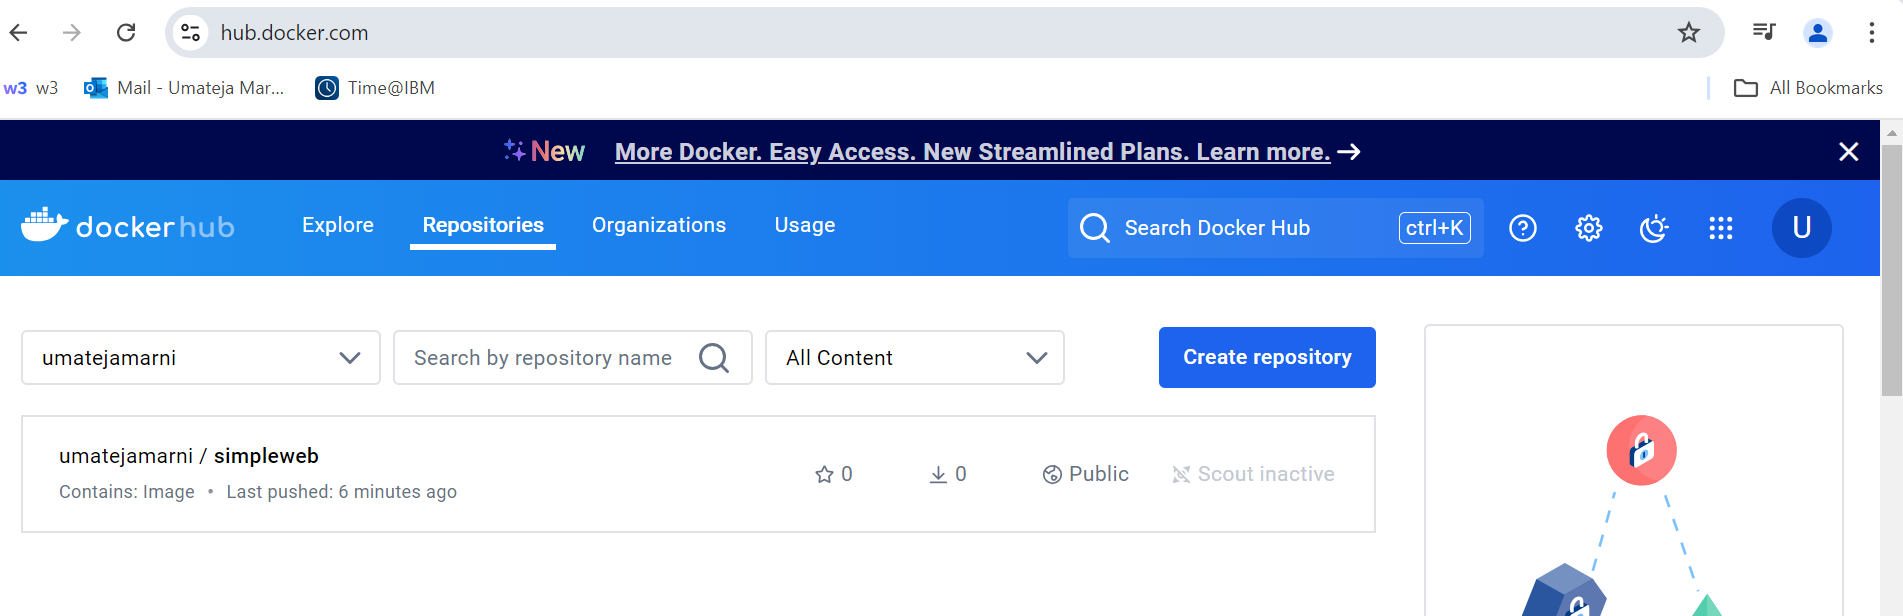 hub.docker.com
w3 w3 Mail - Umateja Mar... Time@IBM All Bookmarks
New More Docker. Easy Access. New Streamlined Plans. Learn more. →
dockerhub Explore Repositories Organizations Usage Search Docker Hub ctrl+K ? U
umatejamarni Search by repository name All Content Create repository
umatejamarni / simpleweb
Contains: Image • Last pushed: 6 minutes ago
0 0 Public Scout inactive